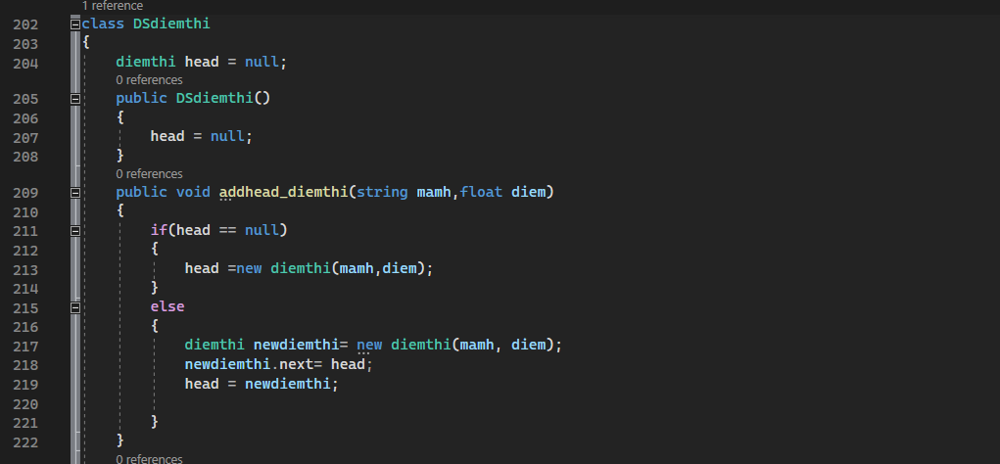 1 reference
202 class DSdiemthi
203 {
204 diemthi head = null;
0 references
205 public DSdiemthi()
206 {
207 head = null;
208 }
0 references
209 public void addhead_diemthi(string mamh,float diem)
210 {
211 if(head == null)
212 {
213 head =new diemthi(mamh,diem);
214 }
215 else
216 {
217 diemthi newdiemthi= new diemthi(mamh, diem);
218 newdiemthi.next= head;
219 head = newdiemthi;
220
221 }
222 }
0 references